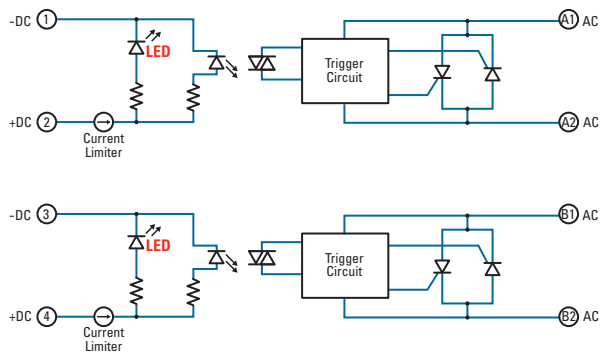 -DC 1
LED
+DC 2
Current
Limiter
Trigger
Circuit
A1 AC
A2 AC
-DC 3
LED
+DC 4
Current
Limiter
Trigger
Circuit
B1 AC
B2 AC